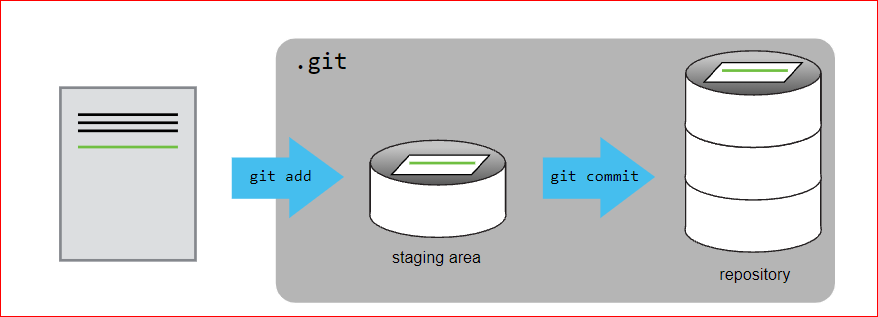 .git
git add
git commit
staging area
repository